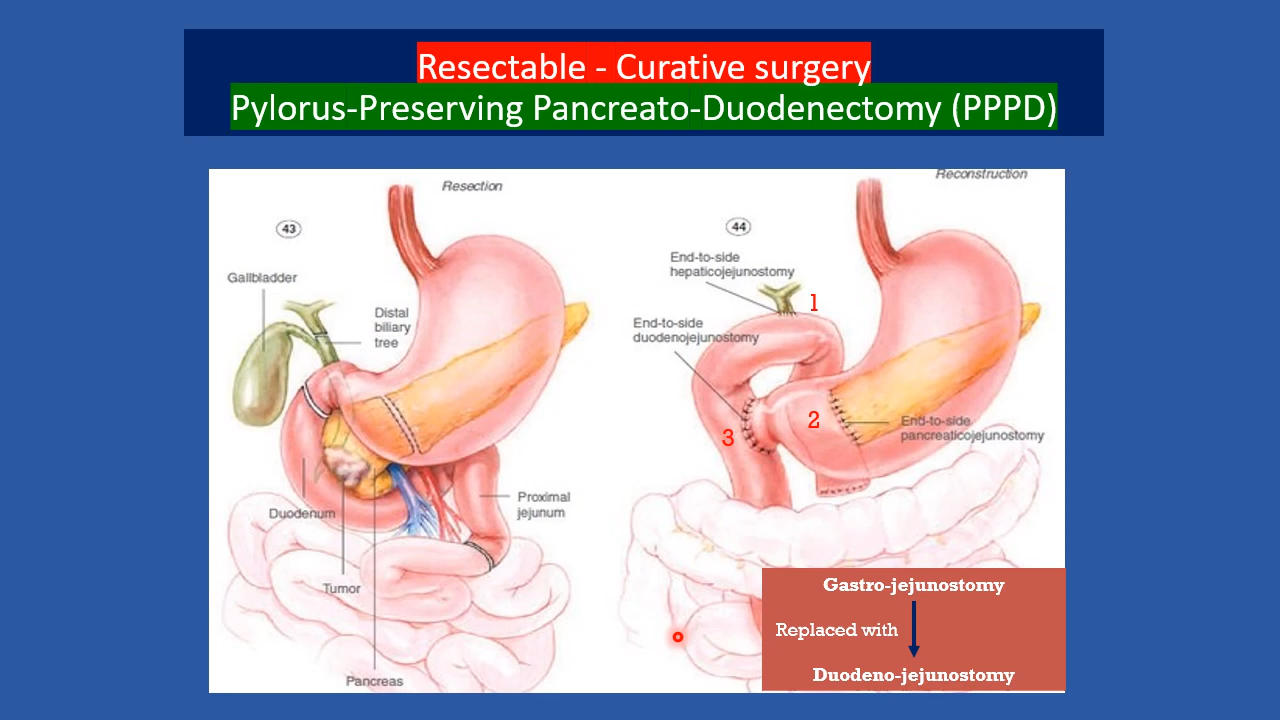 Resectable - Curative surgery
Pylorus-Preserving Pancreato-Duodenectomy (PPPD)
Resection
43
Gallbladder
Distal
biliary
tree
Duodenum
Proximal
jejunum
Tumor
Pancreas
Reconstruction
44
End-to-side
hepaticojejunostomy
1
End-to-side
duodenojejunostomy
2
3
End-to-side
pancreaticojejunostomy
Gastro-jejunostomy
Replaced with
Duodeno-jejunostomy